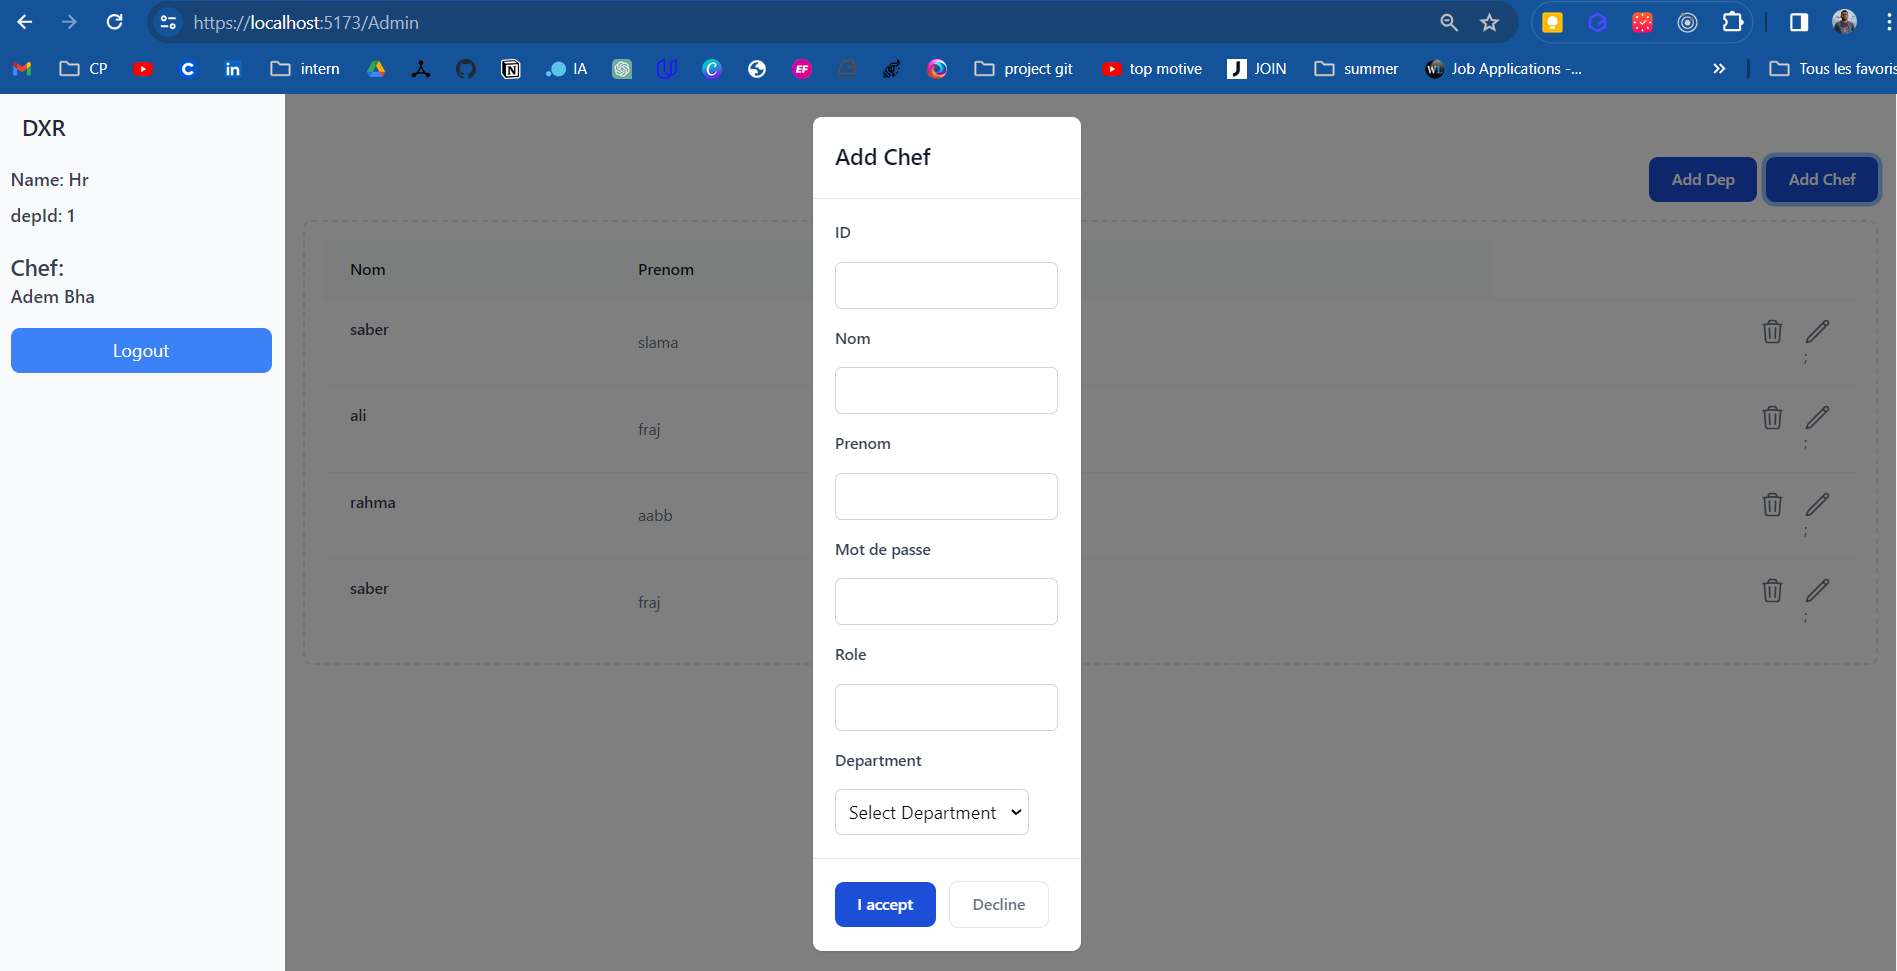 https://localhost:5173/Admin
CP
intern
IA
EF
project git
top motive
J JOIN
summer
Job Applications -...
Tous les favoris
DXR
Name: Hr
depId: 1
Chef:
Adem Bha
Logout
Add Dep
Add Chef
Nom
Prenom
saber
slama
;
ali
fraj
;
rahma
aabb
;
saber
fraj
;
Add Chef
ID
Nom
Prenom
Mot de passe
Role
Department
Select Department
I accept
Decline